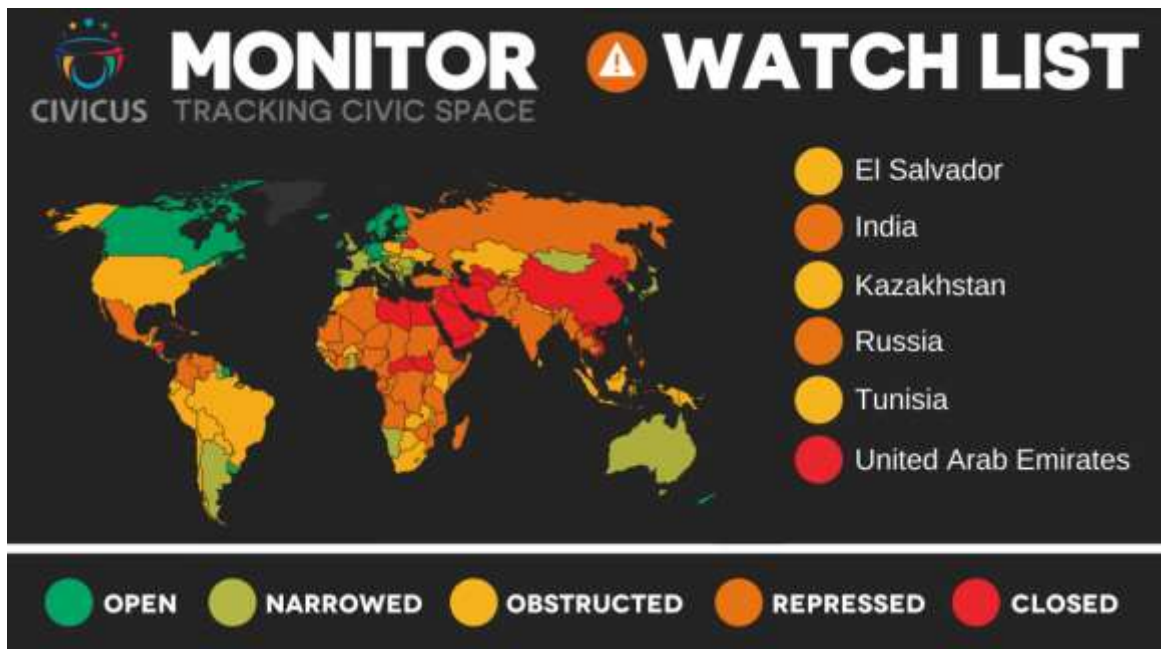 MONITOR
WATCH LIST
CIVICUS
TRACKING CIVIC SPACE
El Salvador
India
Kazakhstan
Russia
Tunisia
United Arab Emirates
OPEN
NARROWED
OBSTRUCTED
REPRESSED
CLOSED